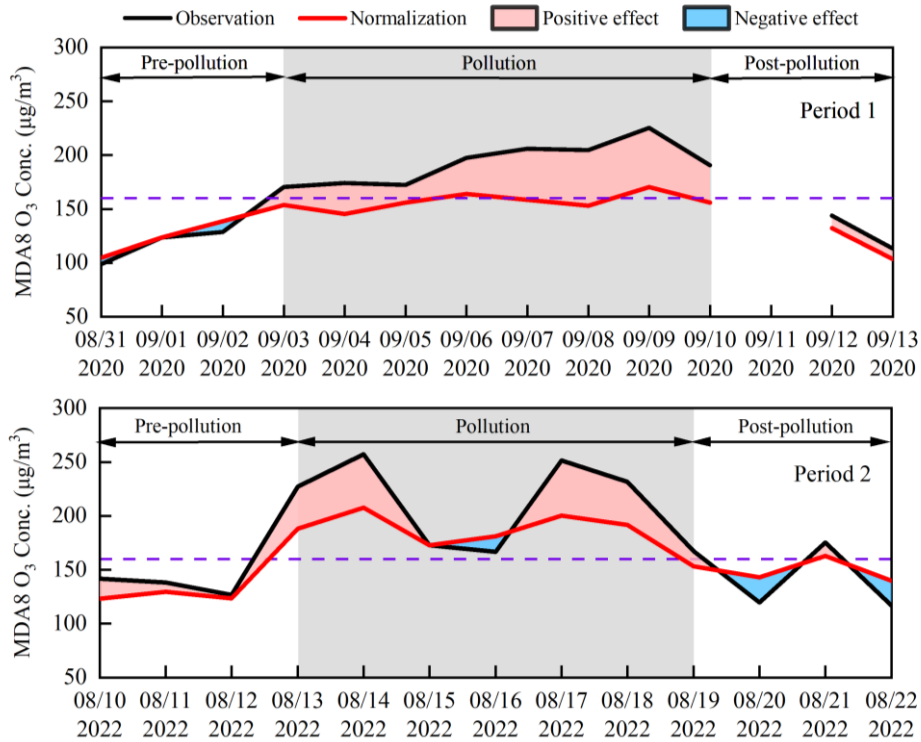 Observation Normalization Positive effect Negative effect
300
250
200
150
100
50
MDA8 O₃ Conc. (μg/m³)
Pre-pollution Pollution Post-pollution
Period 1
08/31 09/01 09/02 09/03 09/04 09/05 09/06 09/07 09/08 09/09 09/10 09/11 09/12 09/13
2020 2020 2020 2020 2020 2020 2020 2020 2020 2020 2020 2020 2020 2020
300
250
200
150
100
50
MDA8 O₃ Conc. (μg/m³)
Pre-pollution Pollution Post-pollution
Period 2
08/10 08/11 08/12 08/13 08/14 08/15 08/16 08/17 08/18 08/19 08/20 08/21 08/22
2022 2022 2022 2022 2022 2022 2022 2022 2022 2022 2022 2022 2022